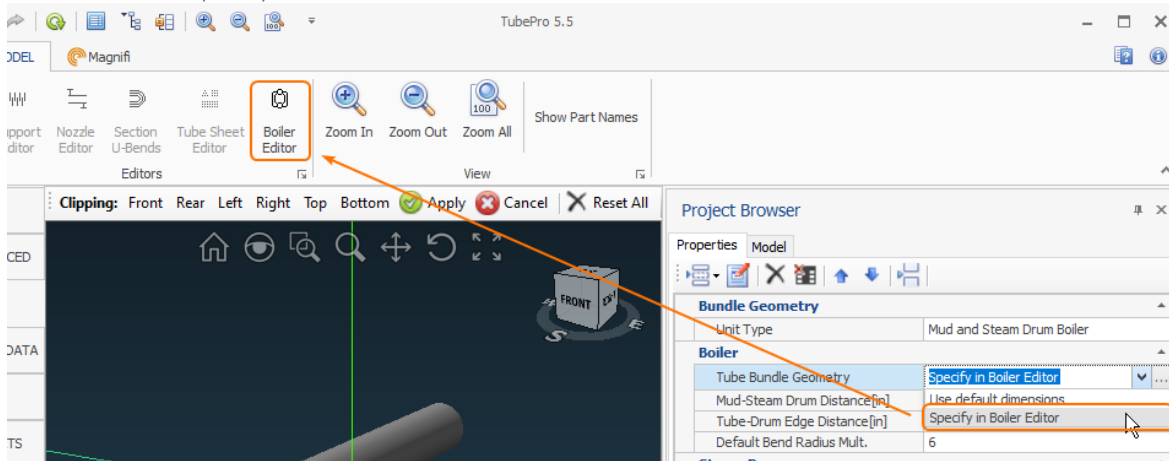 TubePro 5.5
ODEL Magnifi
pport Nozzle Section Tube Sheet Boiler Zoom In Zoom Out Zoom All Show Part Names
ditor Editor U-Bends Editor Editor
100
Editors View
Clipping: Front Rear Left Right Top Bottom Apply Cancel Reset All
Project Browser
CED
Properties Model
FRONT
S E
Bundle Geometry
Unit Type Mud and Steam Drum Boiler
DATA
Boiler
Tube Bundle Geometry Specify in Boiler Editor
Mud-Steam Drum Distance[in] Use default dimensions
Tube-Drum Edge Distance[in] Specify in Boiler Editor
TS
Default Bend Radius Mult. 6